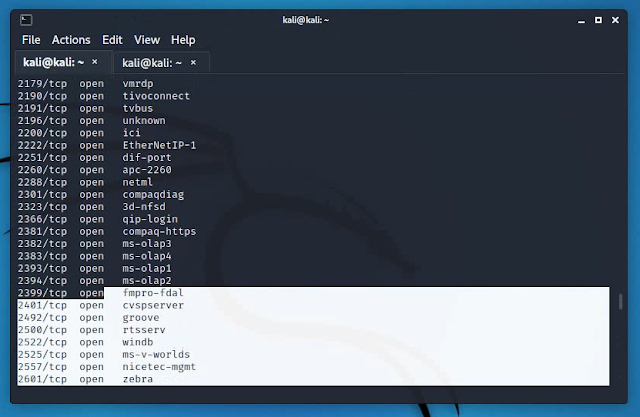 kali@kali: ~
File Actions Edit View Help
kali@kali: ~ × kali@kali: ~ ×
2179/tcp open vmrdp
2190/tcp open tivoconnect
2191/tcp open tvbus
2196/tcp open unknown
2200/tcp open ici
2222/tcp open EtherNetIP-1
2251/tcp open dif-port
2260/tcp open apc-2260
2288/tcp open netml
2301/tcp open compaqdiag
2323/tcp open 3d-nfsd
2366/tcp open qip-login
2381/tcp open compaq-https
2382/tcp open ms-olap3
2383/tcp open ms-olap4
2393/tcp open ms-olap1
2394/tcp open ms-olap2
2399/tcp open fmpro-fdal
2401/tcp open cvspserver
2492/tcp open groove
2500/tcp open rtsserv
2522/tcp open windb
2525/tcp open ms-v-worlds
2557/tcp open nicetec-mgmt
2601/tcp open zebra